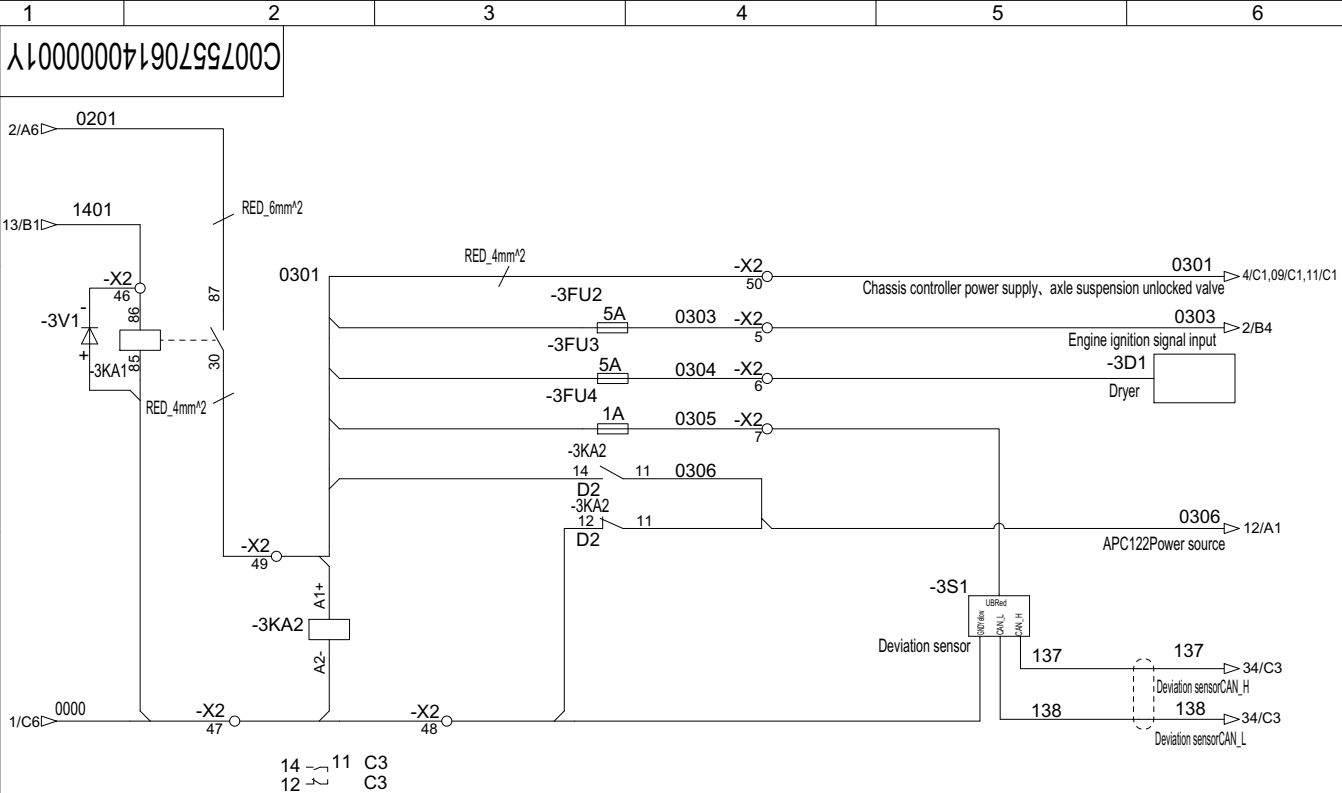 1 2 3 4 5 6
C007557061400000001Y
2/A6 0201
RED_6mm^2
13/B1 1401
RED_4mm^2
0301 -X2 0301 4/C1,09/C1,11/C1
50
Chassis controller power supply、axle suspension unlocked valve
-X2
46
86
87
-
-3V1
+
-3KA1
85
30
RED_4mm^2
-3FU2
5A 0303 -X2 0303 2/B4
5
Engine ignition signal input
-3FU3
5A 0304 -X2 -3D1
6
Dryer
-3FU4
1A 0305 -X2
7
-3KA2
14 11 0306
D2
-3KA2
12 11 0306 12/A1
D2
APC122Power source
-X2
49
A1+
-3KA2
A2-
-3S1
UBRed
GNDYellow
CAN_L
CAN_H
Deviation sensor
137 137 34/C3
Deviation sensorCAN_H
138 138 34/C3
Deviation sensorCAN_L
1/C6 0000 -X2 -X2
47 48
14 11 C3
12 C3